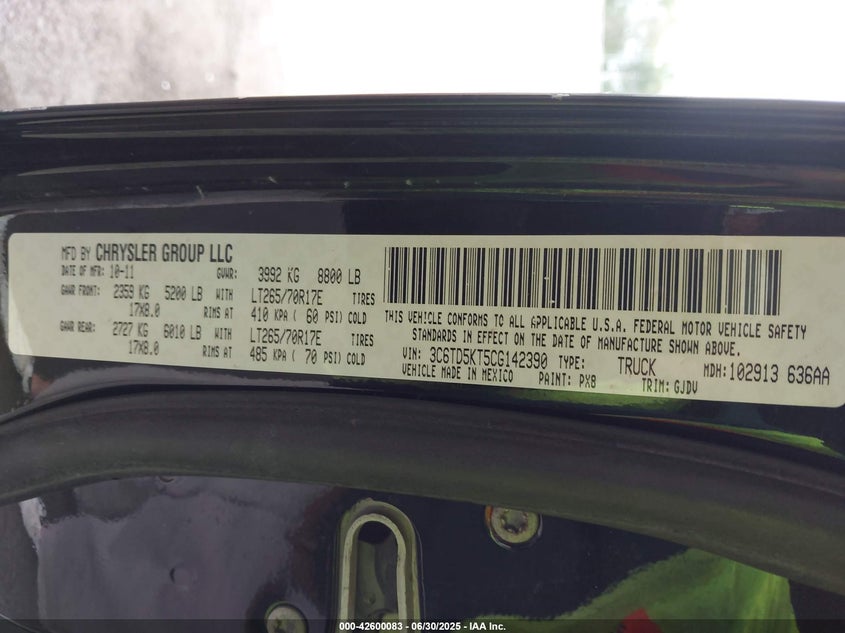 MFD BY CHRYSLER GROUP LLC
DATE OF MFR: 10-11 GVWR: 3992 KG 8800 LB
GAWR FRONT: 2359 KG 5200 LB WITH LT265/70R17E TIRES
17X8.0 RIMS AT 410 KPA ( 60 PSI) COLD
GAWR REAR: 2727 KG 6010 LB WITH LT265/70R17E TIRES
17X8.0 RIMS AT 485 KPA ( 70 PSI) COLD
THIS VEHICLE CONFORMS TO ALL APPLICABLE U.S.A. FEDERAL MOTOR VEHICLE SAFETY
STANDARDS IN EFFECT ON THE DATE OF MANUFACTURE SHOWN ABOVE.
VIN: 3C6TD5KT5CG142390 TYPE: TRUCK MDH:102913 636AA
VEHICLE MADE IN MEXICO PAINT: PX8 TRIM: GJDV
000-42600083 - 06/30/2025 - IAA Inc.